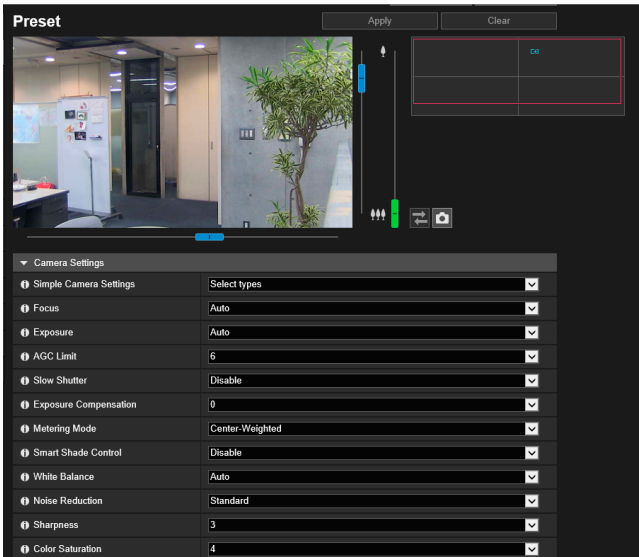 Preset
Apply
Clear
Camera Settings
Simple Camera Settings Select types
Focus Auto
Exposure Auto
AGC Limit 6
Slow Shutter Disable
Exposure Compensation 0
Metering Mode Center-Weighted
Smart Shade Control Disable
White Balance Auto
Noise Reduction Standard
Sharpness 3
Color Saturation 4